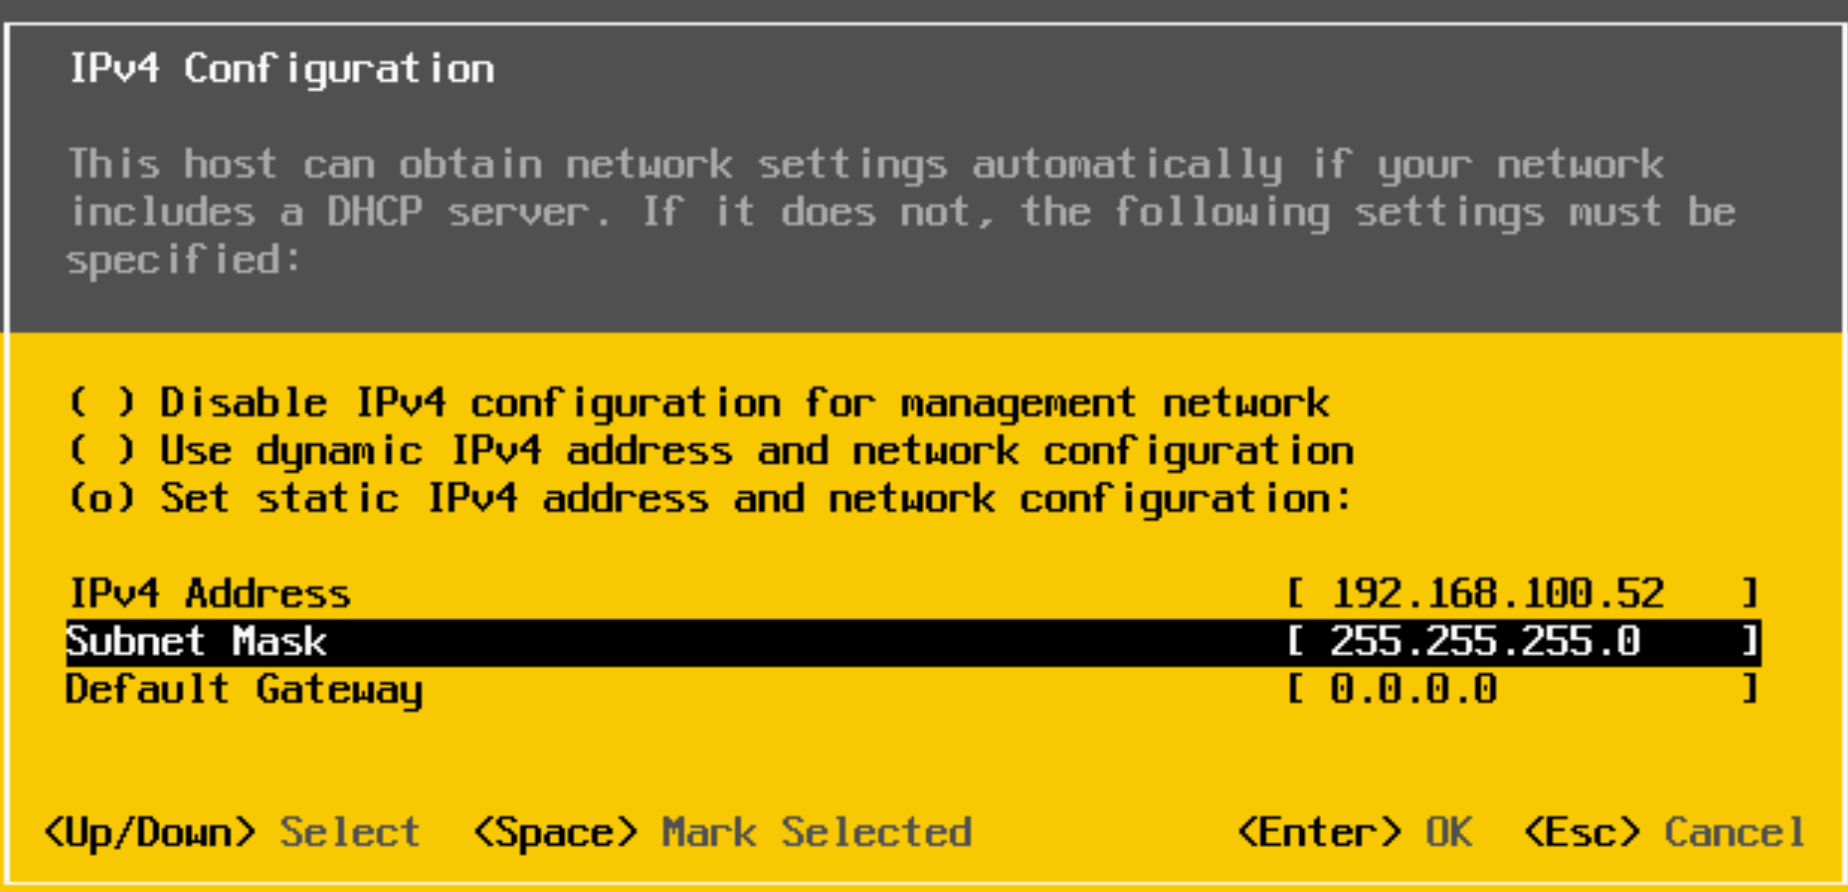 IPv4 Configuration
This host can obtain network settings automatically if your network
includes a DHCP server. If it does not, the following settings must be
specified:
( ) Disable IPv4 configuration for management network
( ) Use dynamic IPv4 address and network configuration
(o) Set static IPv4 address and network configuration:
IPv4 Address [ 192.168.100.52 ]
Subnet Mask [ 255.255.255.0 ]
Default Gateway [ 0.0.0.0 ]
<Up/Down> Select <Space> Mark Selected <Enter> OK <Esc> Cancel